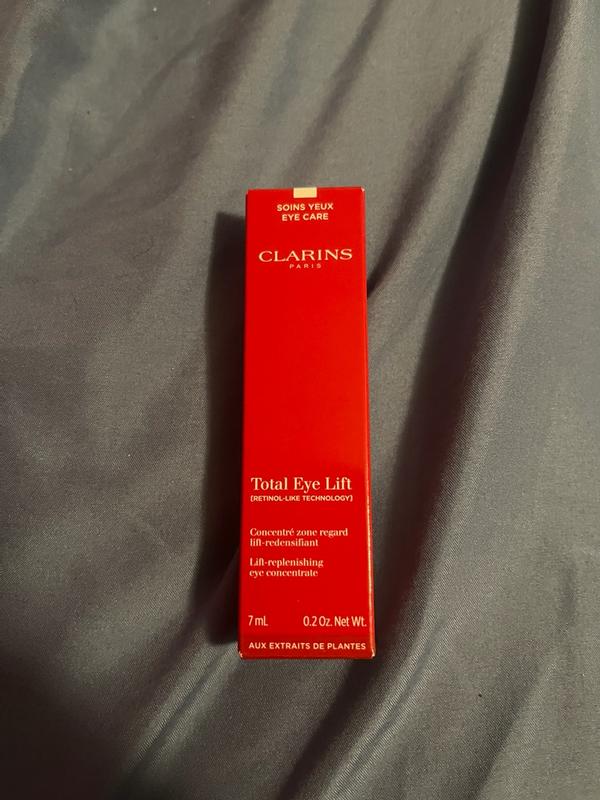 SOINS YEUX
EYE CARE
CLARINS
PARIS
Total Eye Lift
[RETINOL-LIKE TECHNOLOGY]
Concentré zone regard
lift-redensifiant
Lift-replenishing
eye concentrate
7 mL 0.2 Oz. Net Wt.
AUX EXTRAITS DE PLANTES